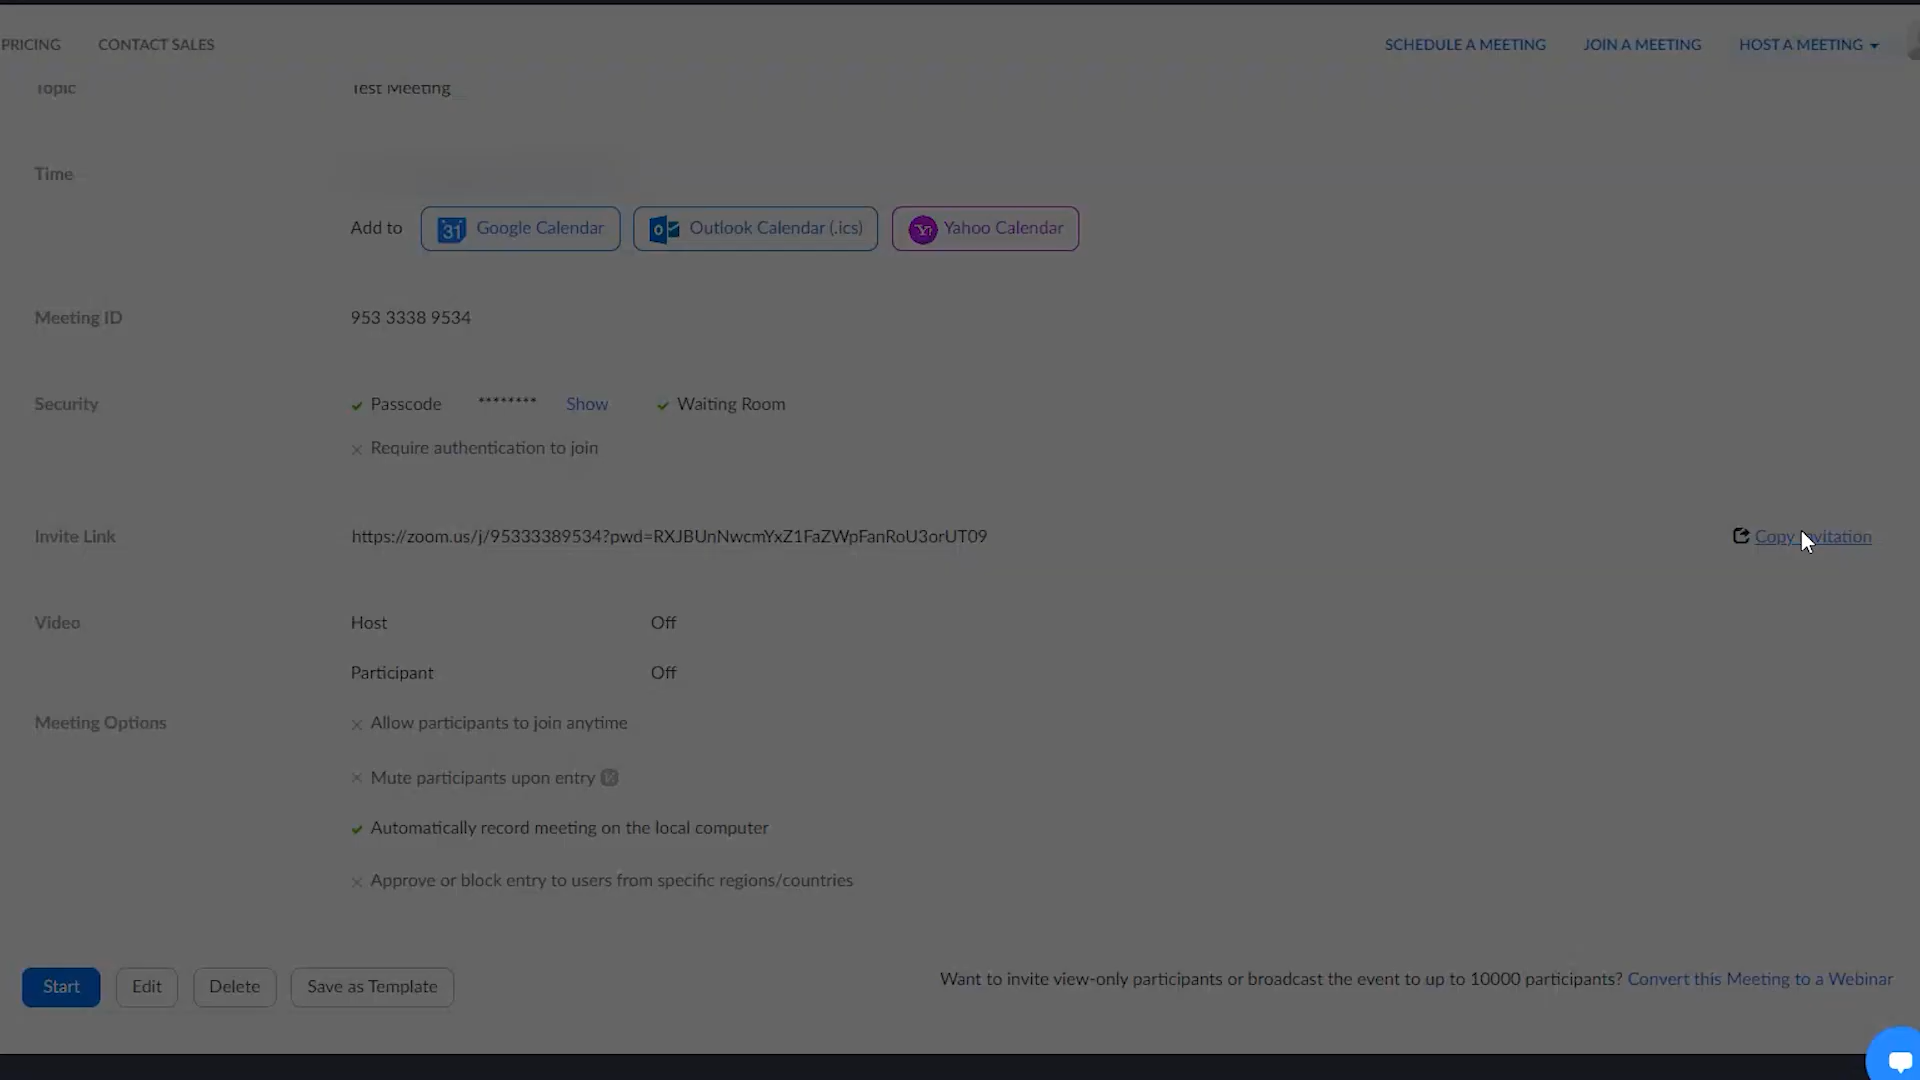 PRICING CONTACT SALES SCHEDULE A MEETING JOIN A MEETING HOST A MEETING
Topic Test Meeting
Time
Add to 31 Google Calendar Outlook Calendar (.ics) Yahoo Calendar
Meeting ID 953 3338 9534
Security Passcode ******** Show Waiting Room
Require authentication to join
Invite Link https://zoom.us/j/95333389534?pwd=RXJBUnNwcmYxZ1FaZWpFanRoU3orUT09 Copy Invitation
Video Host Off
Participant Off
Meeting Options Allow participants to join anytime
Mute participants upon entry
Automatically record meeting on the local computer
Approve or block entry to users from specific regions/countries
Start Edit Delete Save as Template Want to invite view-only participants or broadcast the event to up to 10000 participants? Convert this Meeting to a Webinar